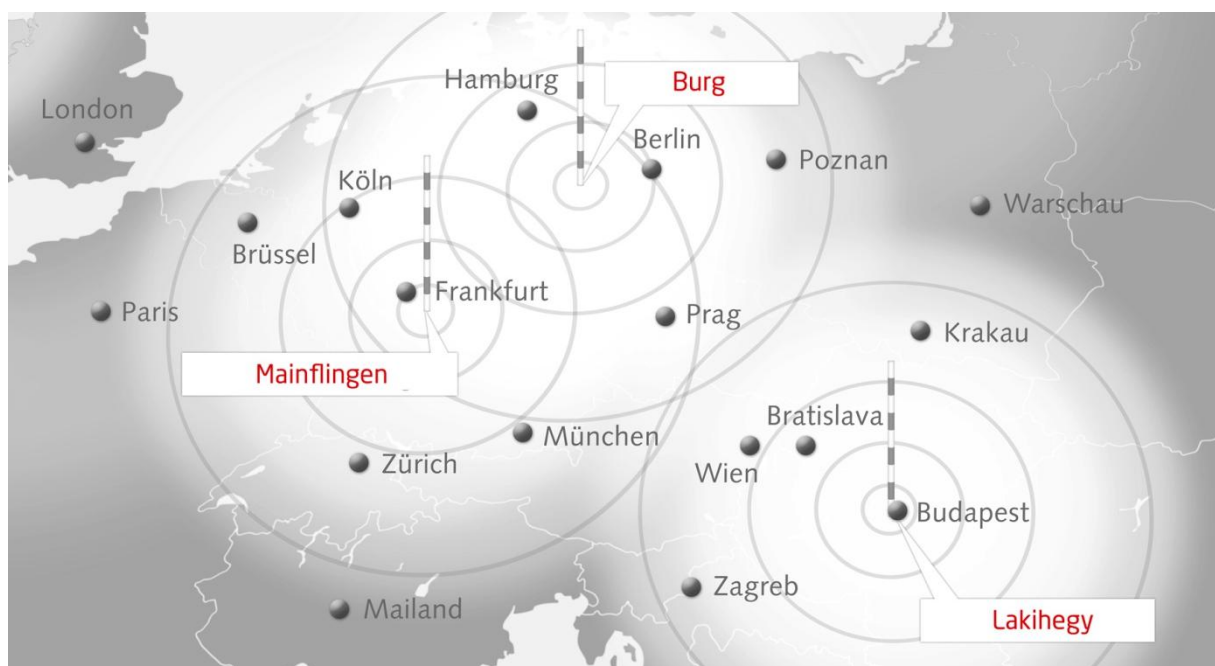 Hamburg
Burg
London
Berlin
Poznan
Köln
Warschau
Brüssel
Frankfurt
Paris
Prag
Krakau
Mainflingen
Bratislava
München
Wien
Zürich
Budapest
Zagreb
Mailand
Lakihegy